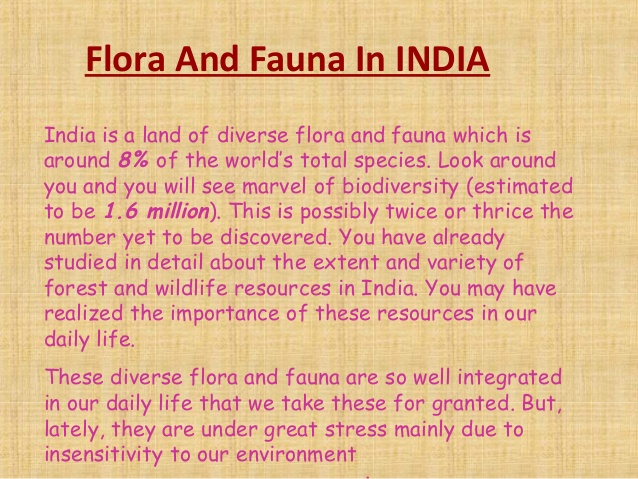 Flora And Fauna In INDIA
India is a land of diverse flora and fauna which is
around 8% of the world's total species. Look around
you and you will see marvel of biodiversity (estimated
to be 1.6 million). This is possibly twice or thrice the
number yet to be discovered. You have already
studied in detail about the extent and variety of
forest and wildlife resources in India. You may have
realized the importance of these resources in our
daily life.
These diverse flora and fauna are so well integrated
in our daily life that we take these for granted. But,
lately, they are under great stress mainly due to
insensitivity to our environment